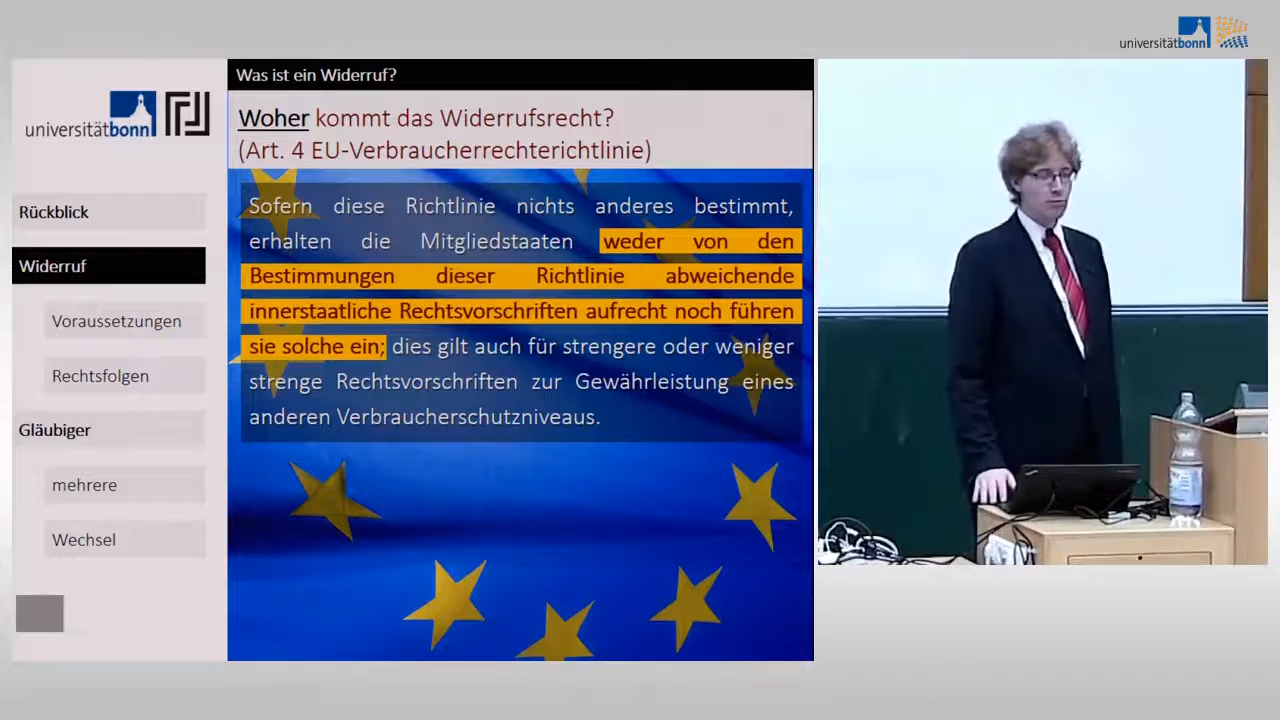 universitätbonn
universitätbonn
Rückblick
Widerruf
Voraussetzungen
Rechtsfolgen
Gläubiger
mehrere
Wechsel
Was ist ein Widerruf?
Woher kommt das Widerrufsrecht?
(Art. 4 EU-Verbraucherrechterichtlinie)
Sofern diese Richtlinie nichts anderes bestimmt,
erhalten die Mitgliedstaaten weder von den
Bestimmungen dieser Richtlinie abweichende
innerstaatliche Rechtsvorschriften aufrecht noch führen
sie solche ein; dies gilt auch für strengere oder weniger
strenge Rechtsvorschriften zur Gewährleistung eines
anderen Verbraucherschutzniveaus.